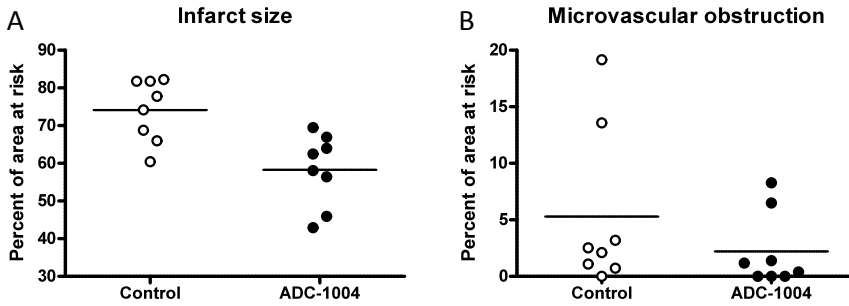 A
Infarct size
Percent of area at risk
90
80
70
60
50
40
30
Control
ADC-1004
B
Microvascular obstruction
Percent of area at risk
20
15
10
5
0
Control
ADC-1004